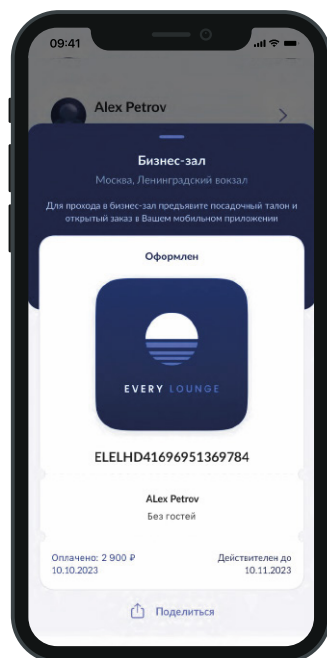 09:41
Alex Petrov
Бизнес-зал
Москва, Ленинградский вокзал
Для прохода в бизнес-зал предъявите посадочный талон и
открытый заказ в Вашем мобильном приложении
Оформлен
EVERY LOUNGE
ELELHD41696951369784
ALex Petrov
Без гостей
Оплачено: 2 900 ₽
10.10.2023
Действителен до
10.11.2023
Поделиться